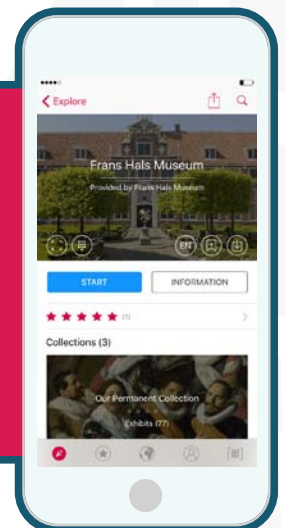 Explore
Frans Hals Museum
Provided by Frans Hals Museum
EN
START
INFORMATION
(1)
Collections (3)
Our Permanent Collection
Exhibits (77)